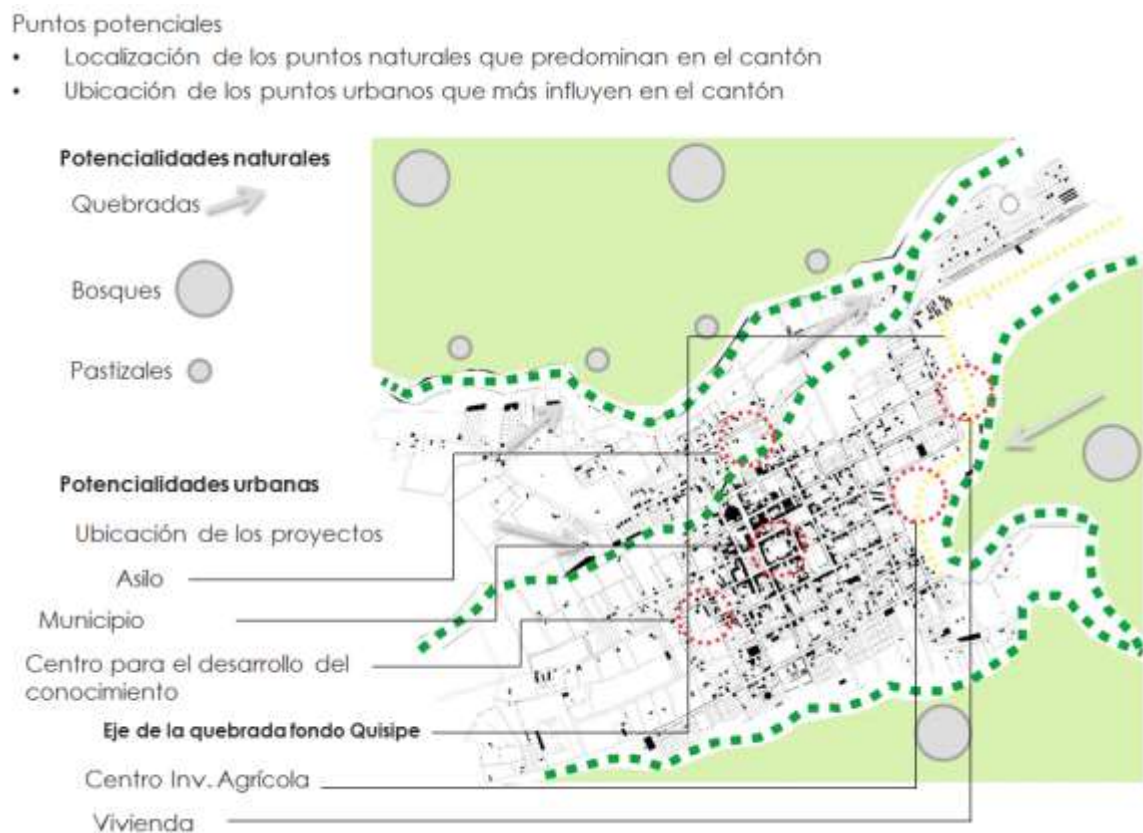 Puntos potenciales
• Localización de los puntos naturales que predominan en el cantón
• Ubicación de los puntos urbanos que más influyen en el cantón
Potencialidades naturales
Quebradas
Bosques
Pastizales
Potencialidades urbanas
Ubicación de los proyectos
Asilo
Municipio
Centro para el desarrollo del
conocimiento
Eje de la quebrada fondo Quisipe
Centro Inv. Agrícola
Vivienda